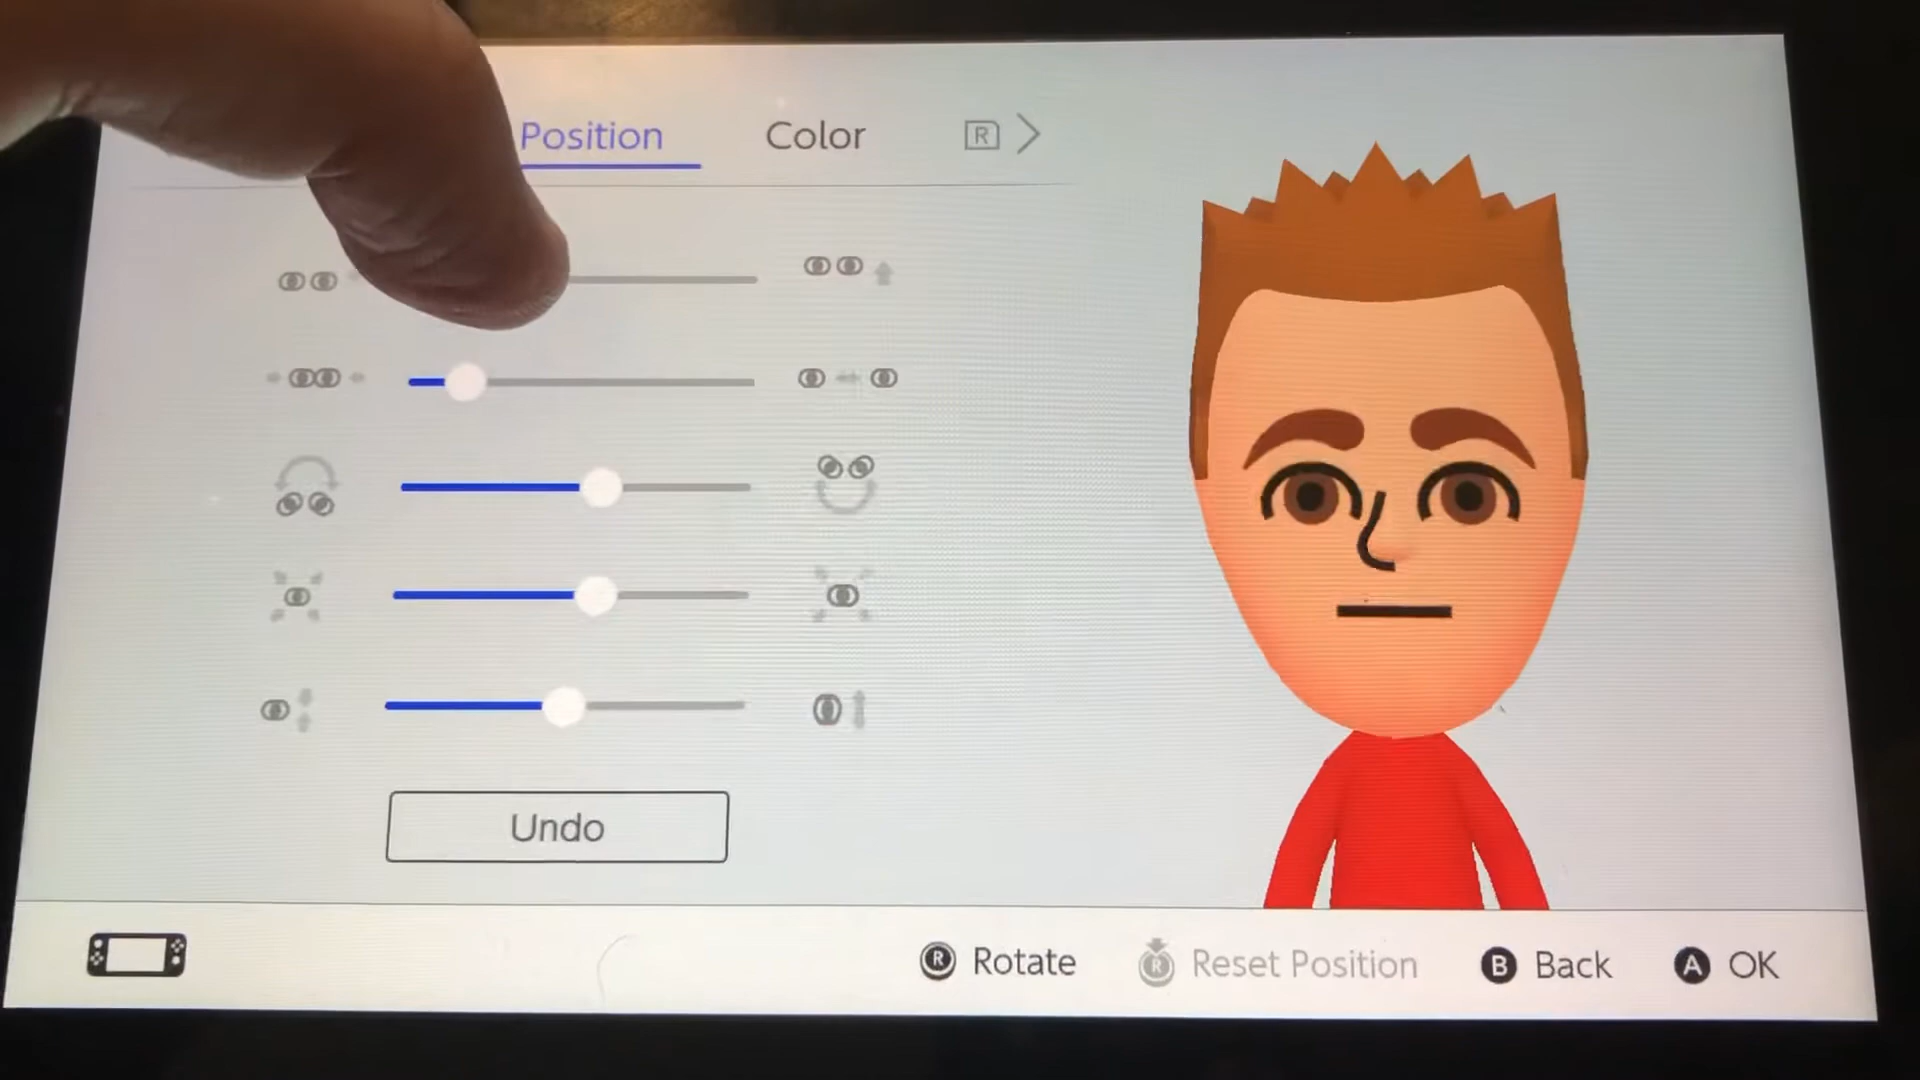 Position
Color
R
Undo
R Rotate
R Reset Position
B Back
A OK